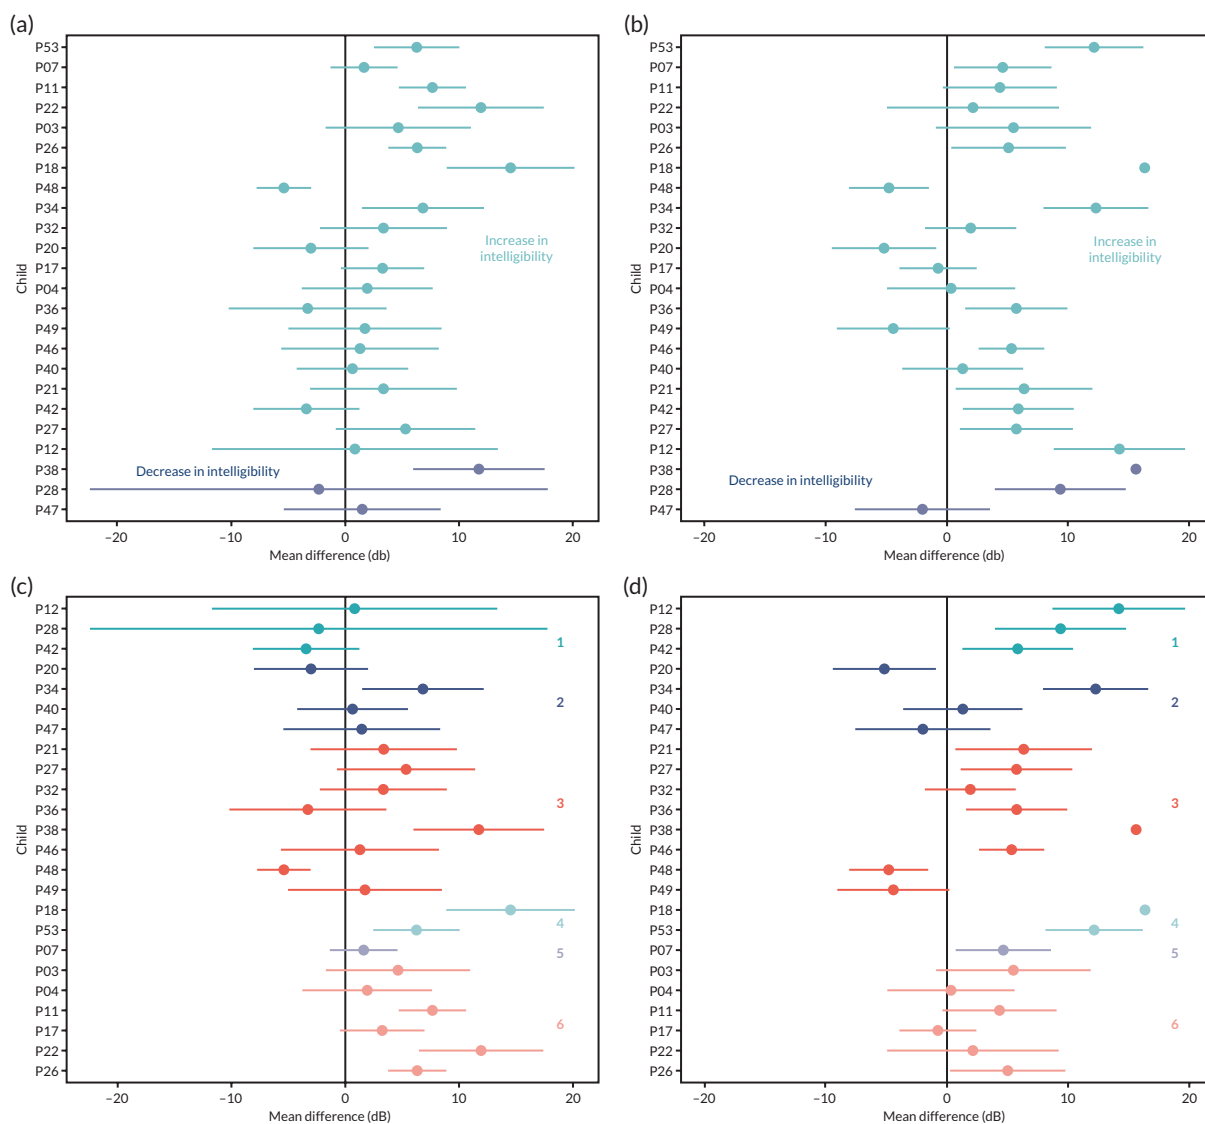 (a)
P53
P07
P11
P22
P03
P26
P18
P48
P34
P32
P20
P17
P04
P36
P49
P46
P40
P21
P42
P27
P12
P38
P28
P47
Child
Increase in
intelligibility
Decrease in intelligibility
−20
−10
0
10
20
Mean difference (db)
(b)
P53
P07
P11
P22
P03
P26
P18
P48
P34
P32
P20
P17
P04
P36
P49
P46
P40
P21
P42
P27
P12
P38
P28
P47
Child
Increase in
intelligibility
Decrease in intelligibility
−20
−10
0
10
20
Mean difference (db)
(c)
P12
P28
P42
P20
P34
P40
P47
P21
P27
P32
P36
P38
P46
P48
P49
P18
P53
P07
P03
P04
P11
P17
P22
P26
Child
1
2
3
4
5
6
−20
−10
0
10
20
Mean difference (dB)
(d)
P12
P28
P42
P20
P34
P40
P47
P21
P27
P32
P36
P38
P46
P48
P49
P18
P53
P07
P03
P04
P11
P17
P22
P26
Child
1
2
3
4
5
6
−20
−10
0
10
20
Mean difference (dB)